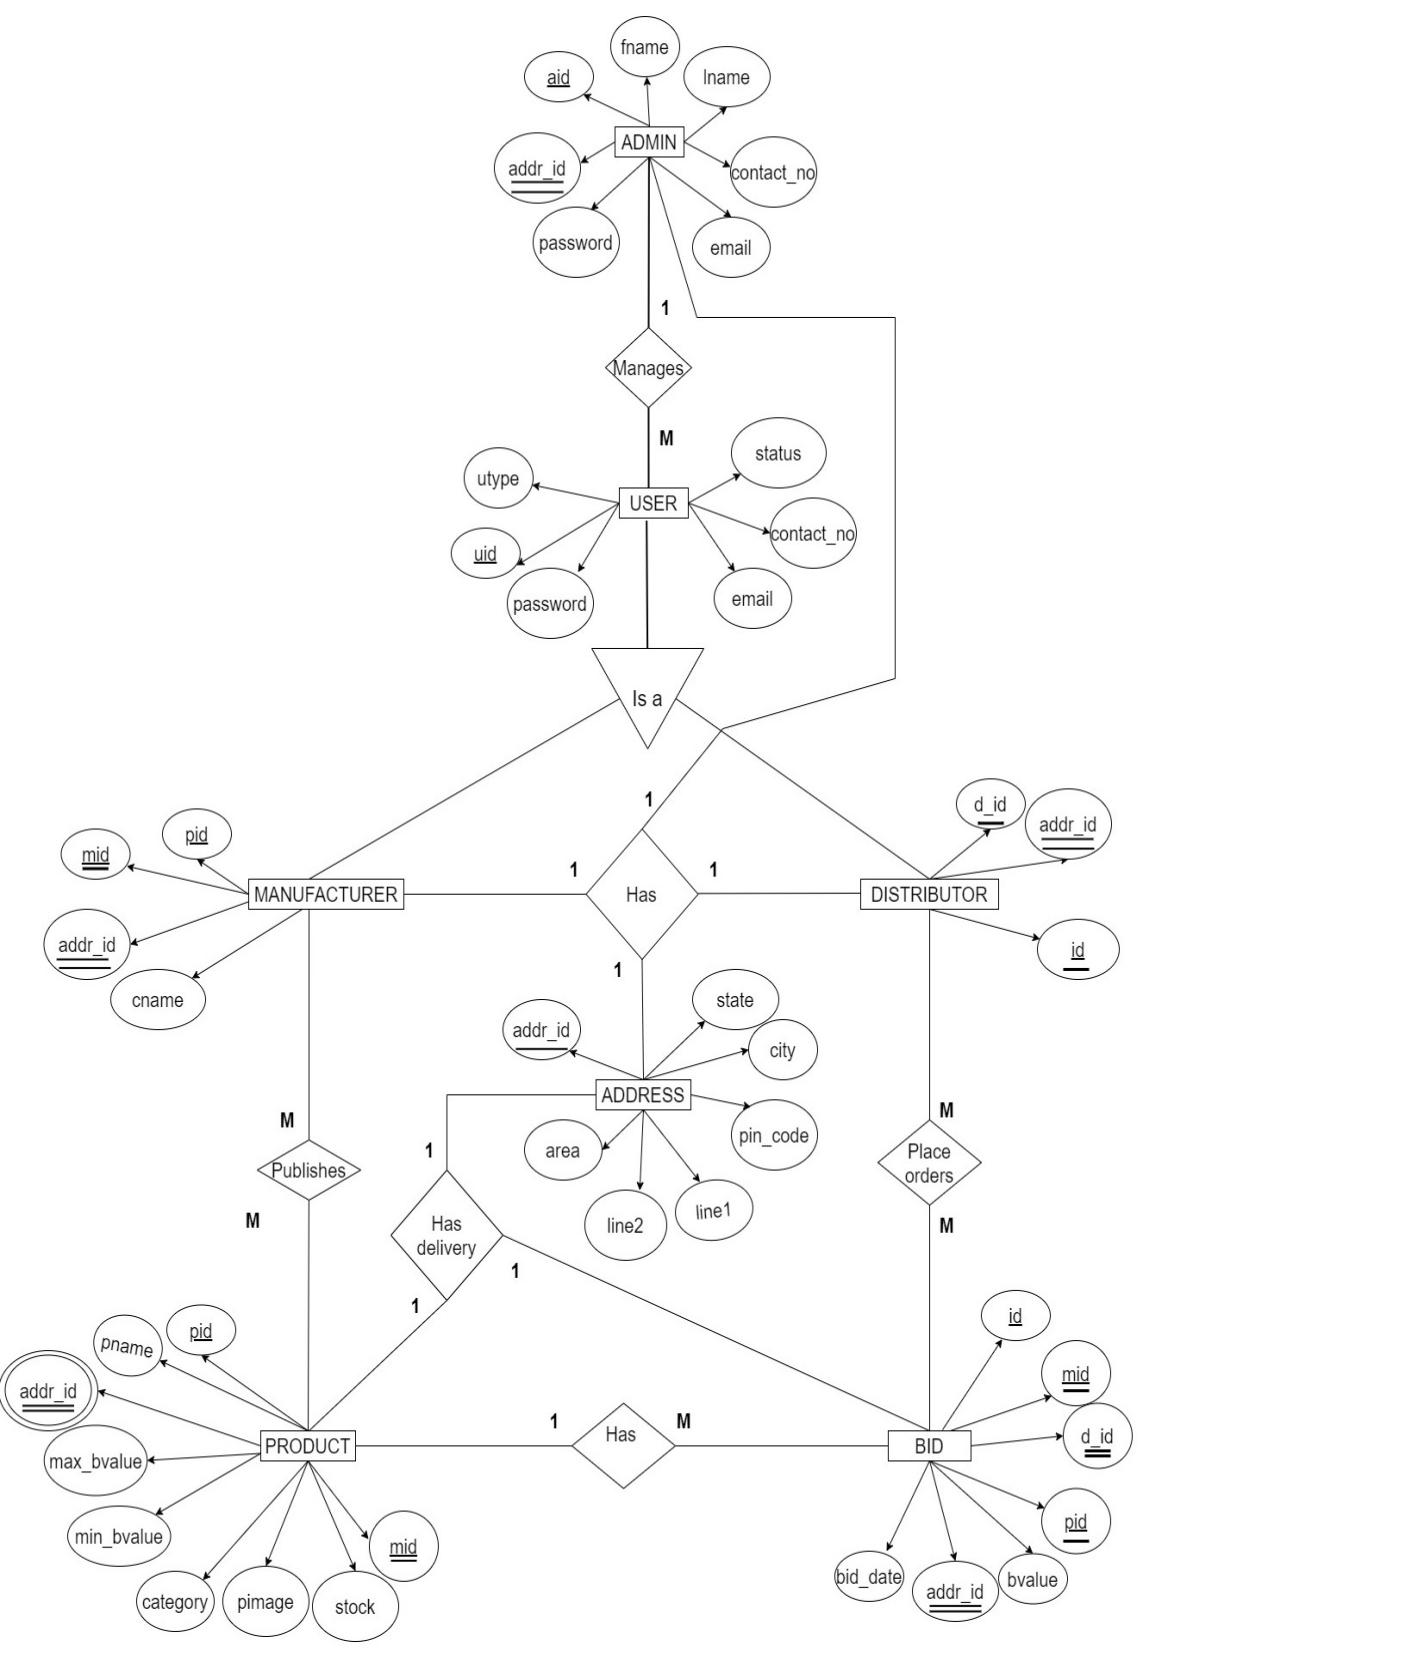 fname
aid
lname
ADMIN
addr_id
contact_no
password
email
1
Manages
M
status
utype
USER
contact_no
uid
password
email
Is a
1
d_id
addr_id
pid
mid
1
1
MANUFACTURER
Has
DISTRIBUTOR
addr_id
id
cname
1
state
addr_id
city
ADDRESS
M
M
area
pin_code
1
Publishes
Place
orders
line2
line1
M
Has
delivery
M
1
1
id
pid
pname
mid
addr_id
1
M
d_id
PRODUCT
Has
BID
max_bvalue
min_bvalue
mid
pid
category
pimage
stock
bid_date
addr_id
bvalue